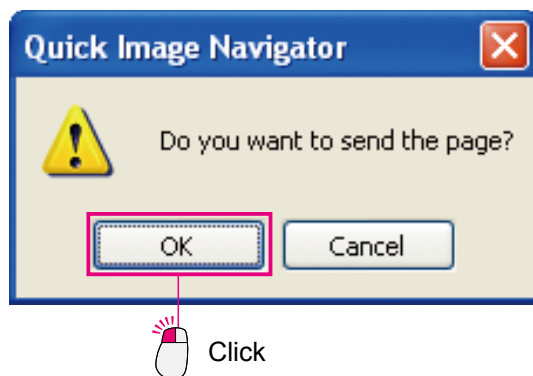 Quick Image Navigator
Do you want to send the page?
OK Cancel
Click